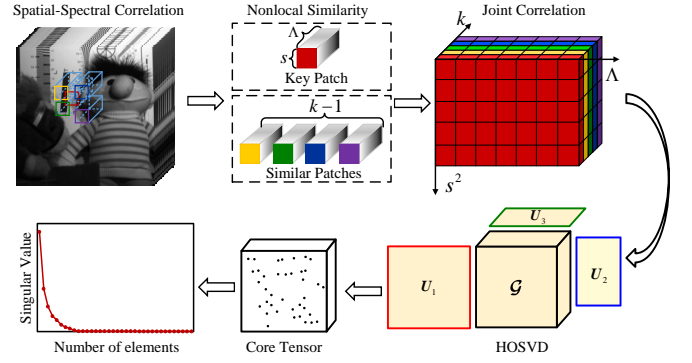 Spatial-Spectral Correlation
Nonlocal Similarity
Joint Correlation
Λ
s
Key Patch
k−1
Similar Patches
k
Λ
s²
Singular Value
Number of elements
Core Tensor
U₁
U₃
𝒢
U₂
HOSVD